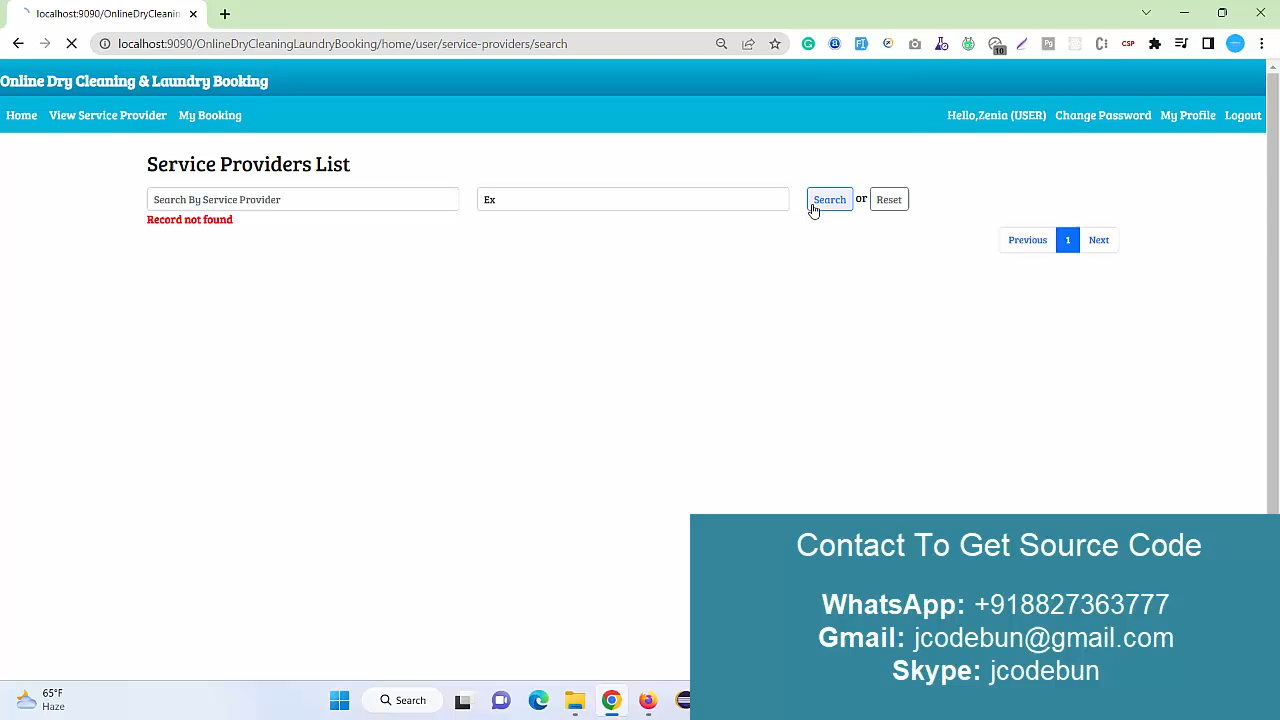 localhost:9090/OnlineDryCleanin
localhost:9090/OnlineDryCleaningLaundryBooking/home/user/service-providers/search
10
Pg
CSP
Online Dry Cleaning & Laundry Booking
Home View Service Provider My Booking Hello,Zenia (USER) Change Password My Profile Logout
Service Providers List
Search By Service Provider Ex Search or Reset
Record not found
Previous 1 Next
Contact To Get Source Code
WhatsApp: +918827363777
Gmail: jcodebun@gmail.com
Skype: jcodebun
65°F
Haze
Search